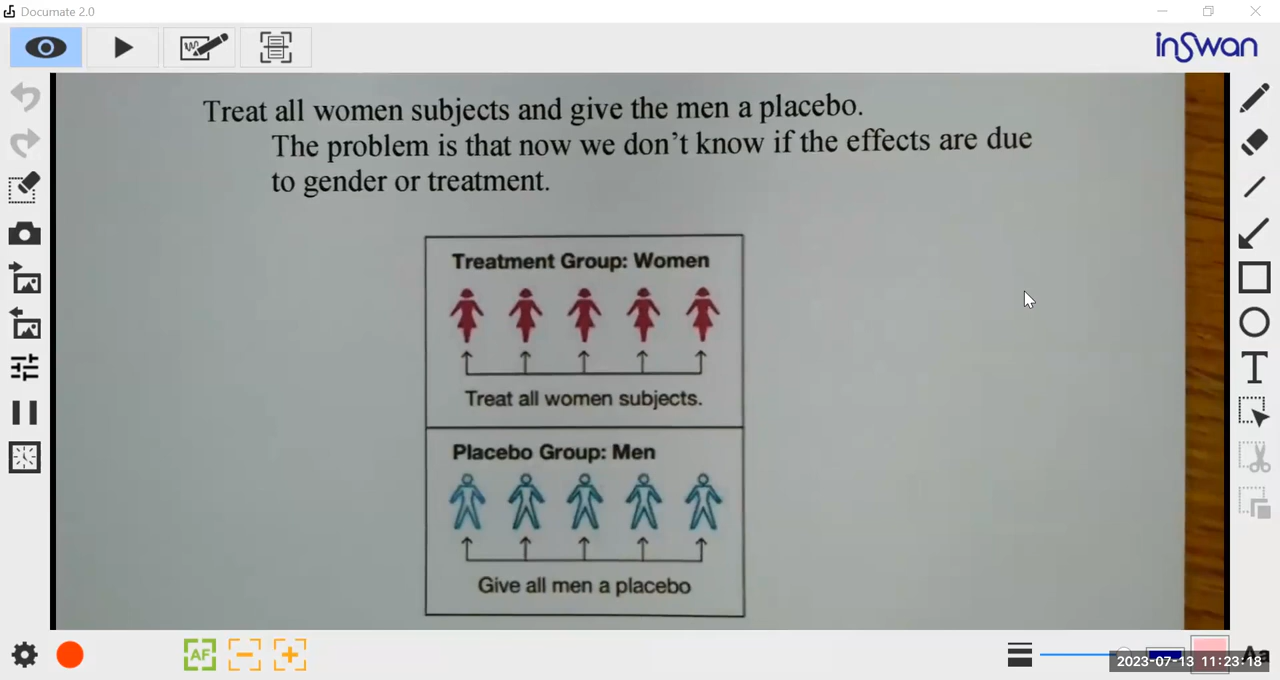 Documate 2.0
inSwan
Treat all women subjects and give the men a placebo.
The problem is that now we don't know if the effects are due
to gender or treatment.
Treatment Group: Women
Treat all women subjects.
Placebo Group: Men
Give all men a placebo
AF
T
Aa
2023-07-13 11:23:18